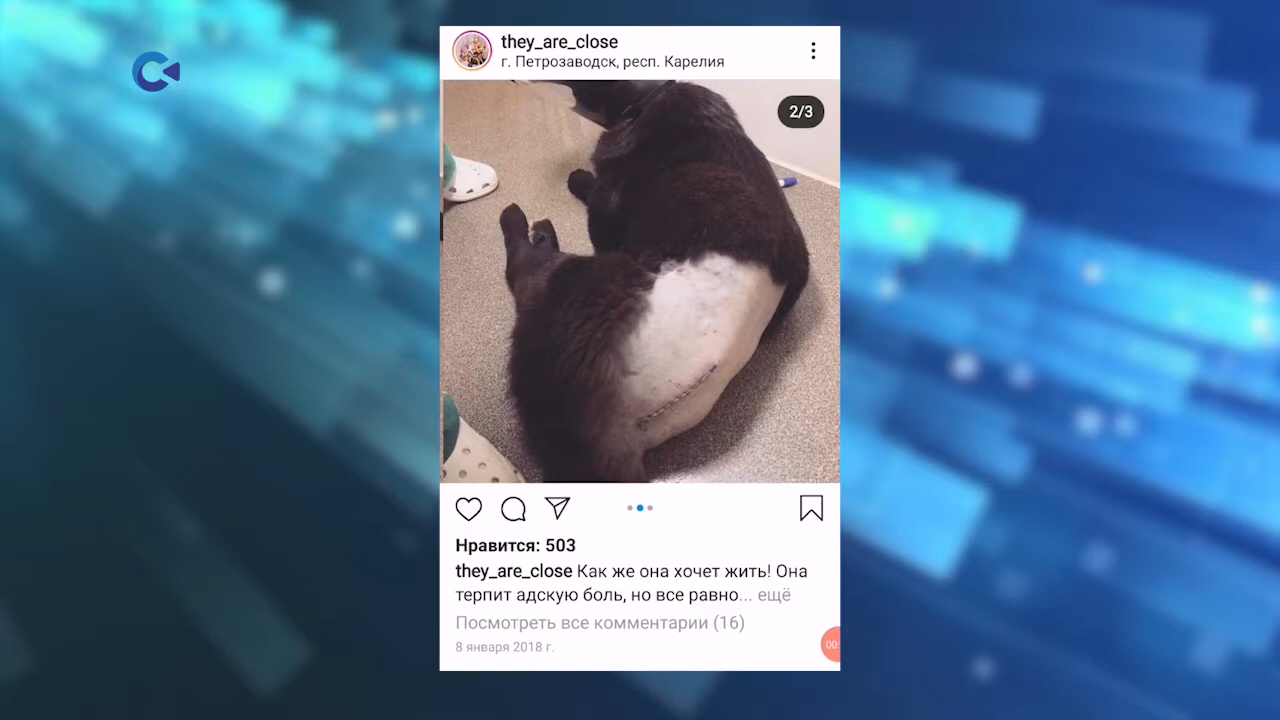 they_are_close
г. Петрозаводск, респ. Карелия
2/3
Нравится: 503
they_are_close Как же она хочет жить! Она
терпит адскую боль, но все равно... ещё
Посмотреть все комментарии (16)
8 января 2018 г.
00